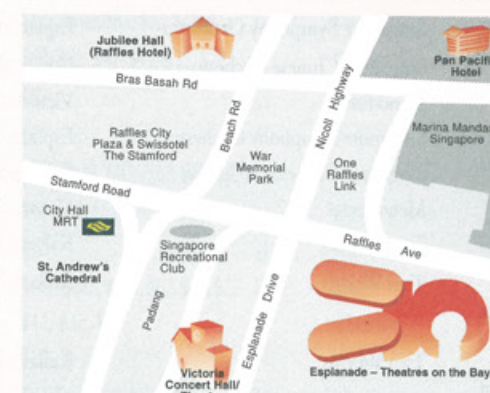 Jubilee Hall
(Raffles Hotel)
Pan Pacific
Hotel
Bras Basah Rd
Beach Rd
Nicoll Highway
Raffles City
Plaza & Swissotel
The Stamford
War
Memorial
Park
One
Raffles
Link
Marina Mandarin
Singapore
Stamford Road
City Hall
MRT
St. Andrew's
Cathedral
Singapore
Recreational
Club
Raffles Ave
Padang
Esplanade Drive
Victoria
Concert Hall/
Esplanade – Theatres on the Bay